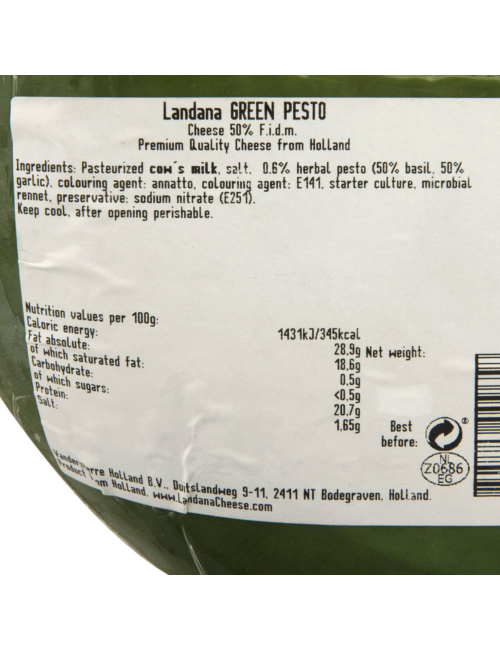 Landana GREEN PESTO
Cheese 50% F.i.d.m.
Premium Quality Cheese from Holland
Ingredients: Pasteurized cow's milk, salt, 0.6% herbal pesto (50% basil, 50%
garlic), colouring agent: annatto, colouring agent: E141, starter culture, microbial
rennet, preservative: sodium nitrate (E251).
Keep cool, after opening perishable.
Nutrition values per 100g:
Caloric energy: 1431kJ/345kcal
Fat absolute: 28,9g
of which saturated fat: 18,6g
Carbohydrate: 0,5g
of which sugars: <0,5g
Protein: 20.7g
Salt: 1,65g
Net weight:
Best
before:
NL
Z0686
EG
Holland B.V., Duitslandweg 9-11, 2411 NT Bodegraven, Holland.
Product from Holland. www.LandanaCheese.com